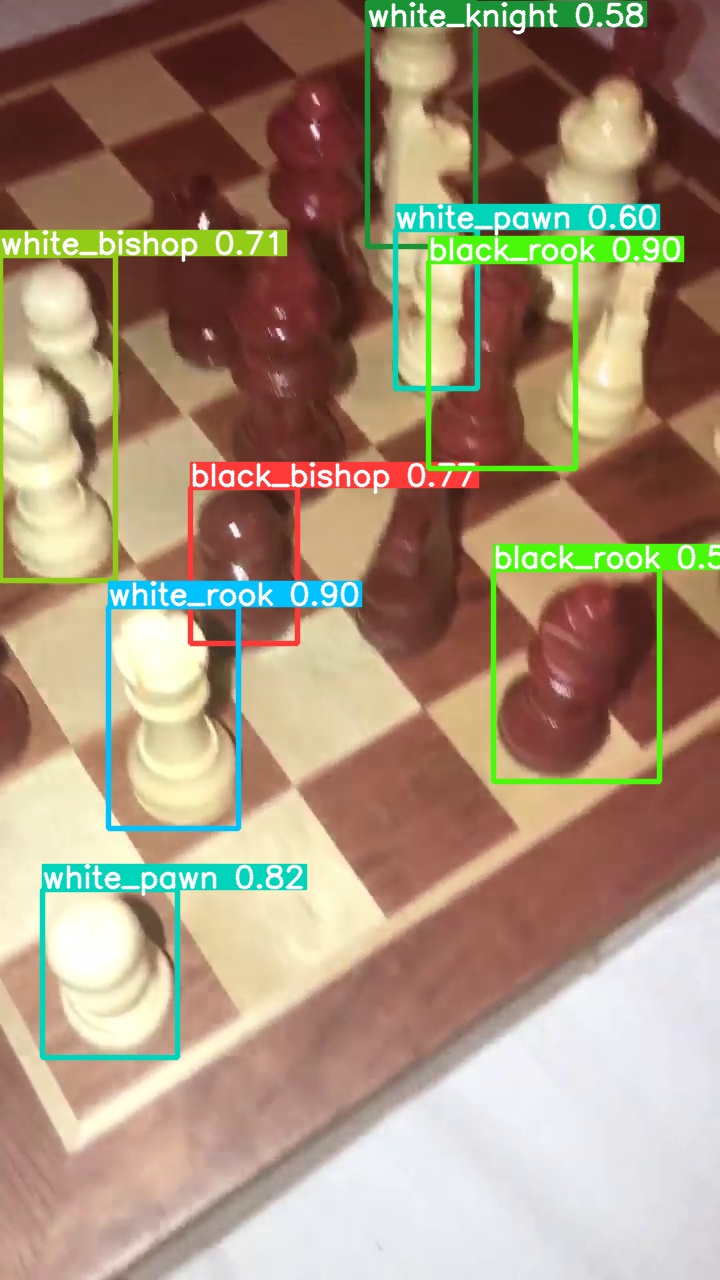 white_knight 0.58
white_pawn 0.60
white_bishop 0.71
black_rook 0.90
black_bishop 0.77
black_rook 0.5
white_rook 0.90
white_pawn 0.82